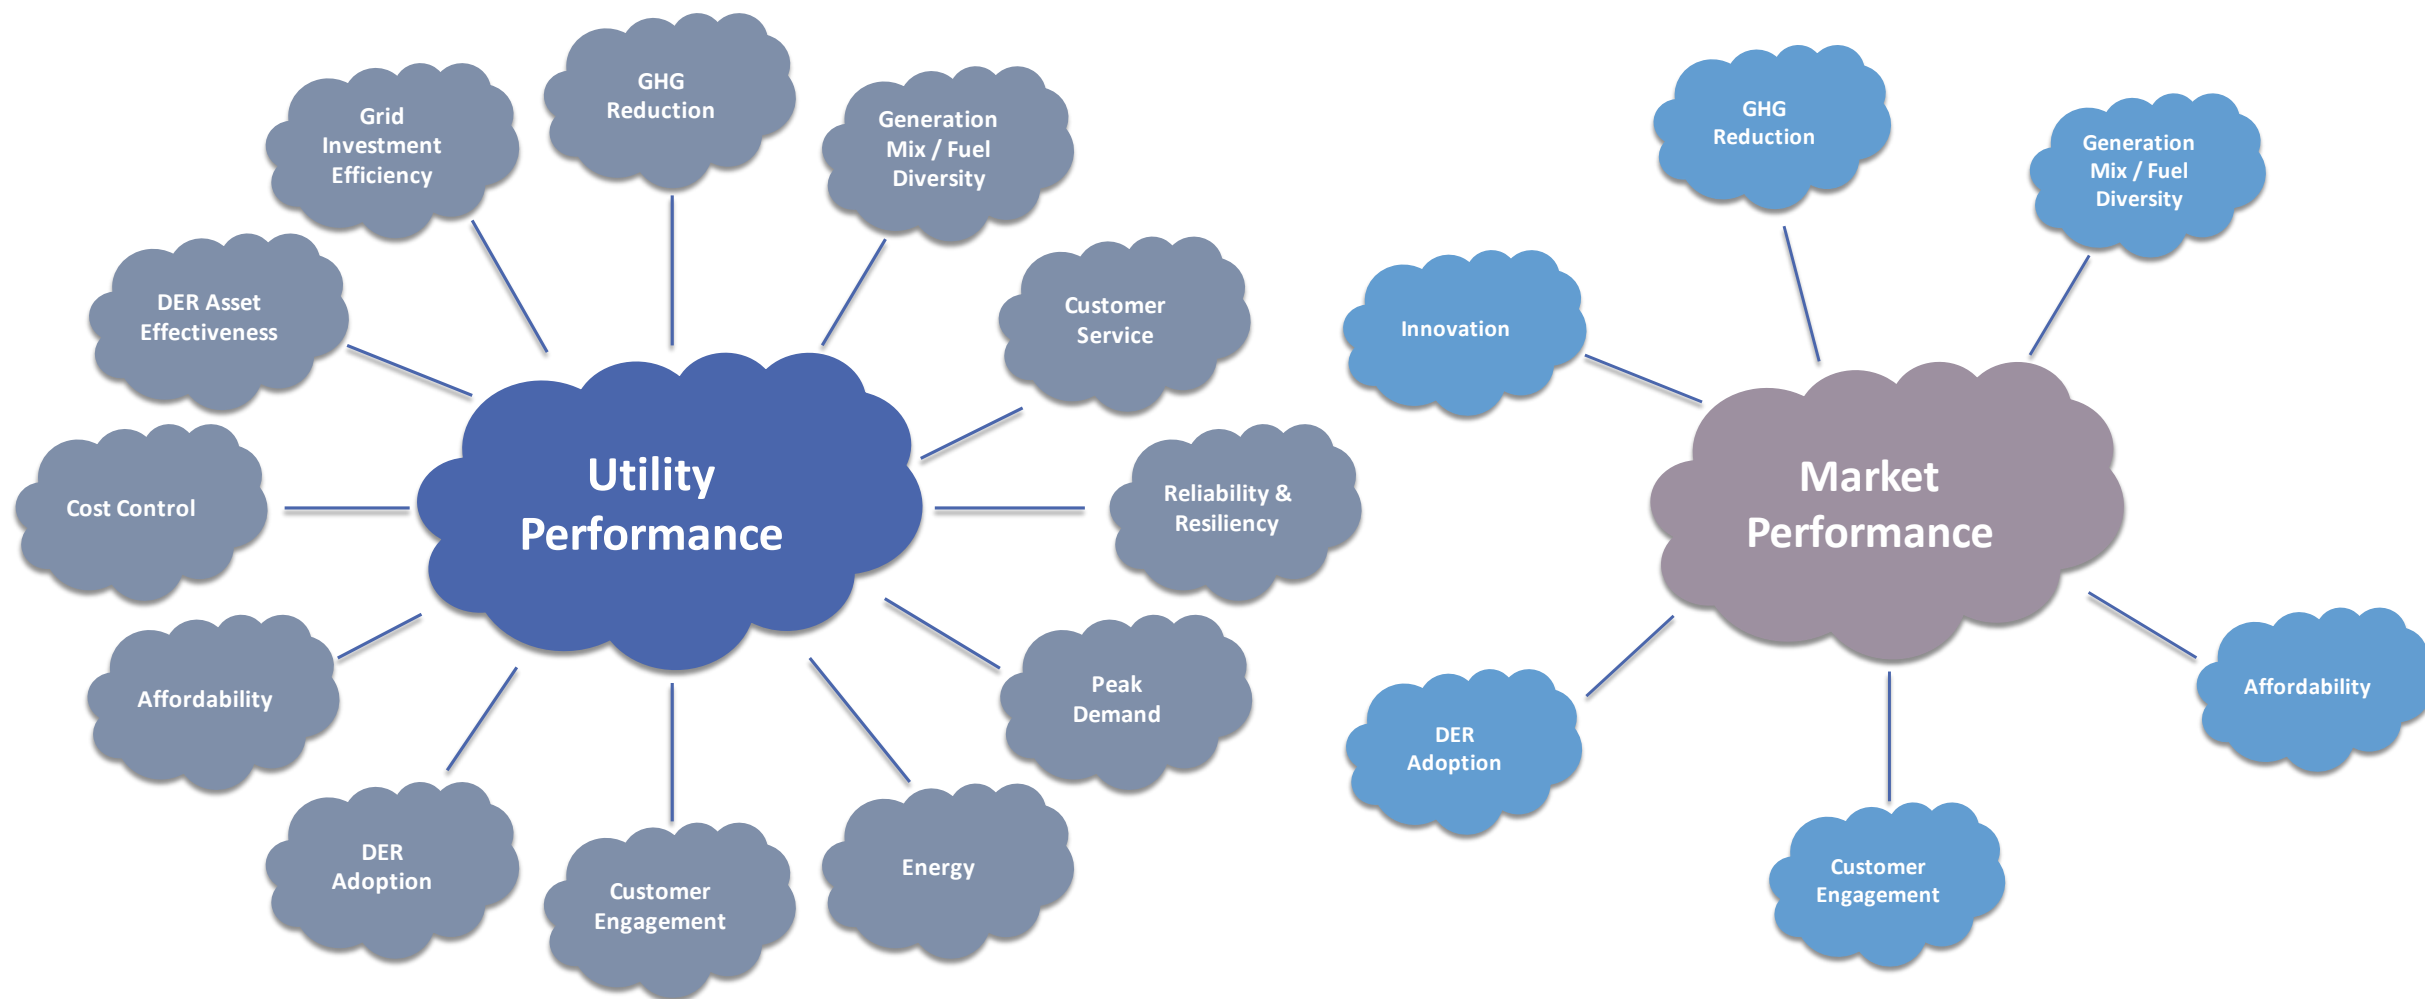 GHG
Reduction
Grid
Investment
Efficiency
Generation
Mix / Fuel
Diversity
DER Asset
Effectiveness
Customer
Service
Cost Control
Utility
Performance
Reliability &
Resiliency
Affordability
Peak
Demand
DER
Adoption
Customer
Engagement
Energy
GHG
Reduction
Generation
Mix / Fuel
Diversity
Innovation
Market
Performance
DER
Adoption
Affordability
Customer
Engagement